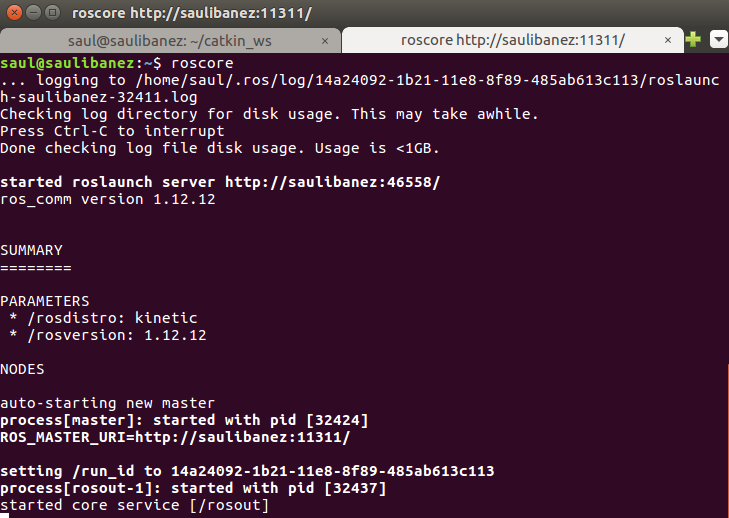 roscore http://saulibanez:11311/
saul@saulibanez: ~/catkin_ws × roscore http://saulibanez:11311/ ×
saul@saulibanez:~$ roscore
... logging to /home/saul/.ros/log/14a24092-1b21-11e8-8f89-485ab613c113/roslaunc
h-saulibanez-32411.log
Checking log directory for disk usage. This may take awhile.
Press Ctrl-C to interrupt
Done checking log file disk usage. Usage is <1GB.
started roslaunch server http://saulibanez:46558/
ros_comm version 1.12.12
SUMMARY
========
PARAMETERS
 * /rosdistro: kinetic
 * /rosversion: 1.12.12
NODES
auto-starting new master
process[master]: started with pid [32424]
ROS_MASTER_URI=http://saulibanez:11311/
setting /run_id to 14a24092-1b21-11e8-8f89-485ab613c113
process[rosout-1]: started with pid [32437]
started core service [/rosout]